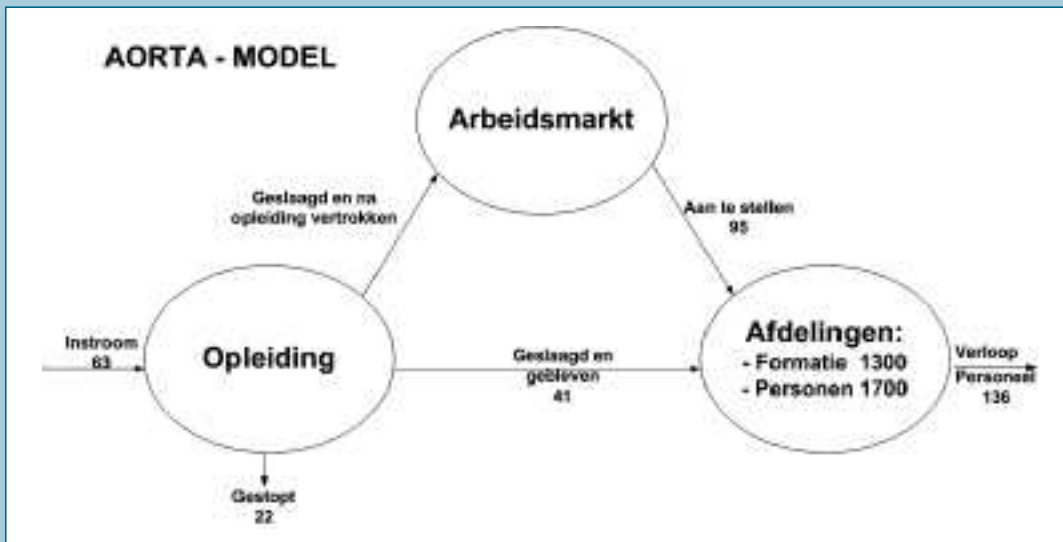 AORTA - MODEL
Arbeidsmarkt
Geslaagd en na
opleiding vertrokken
Aan te stellen
95
Instroom
63
Opleiding
Geslaagd en
gebleven
41
Afdelingen:
- Formatie 1300
- Personen 1700
Verloop
Personeel
136
Gestopt
22